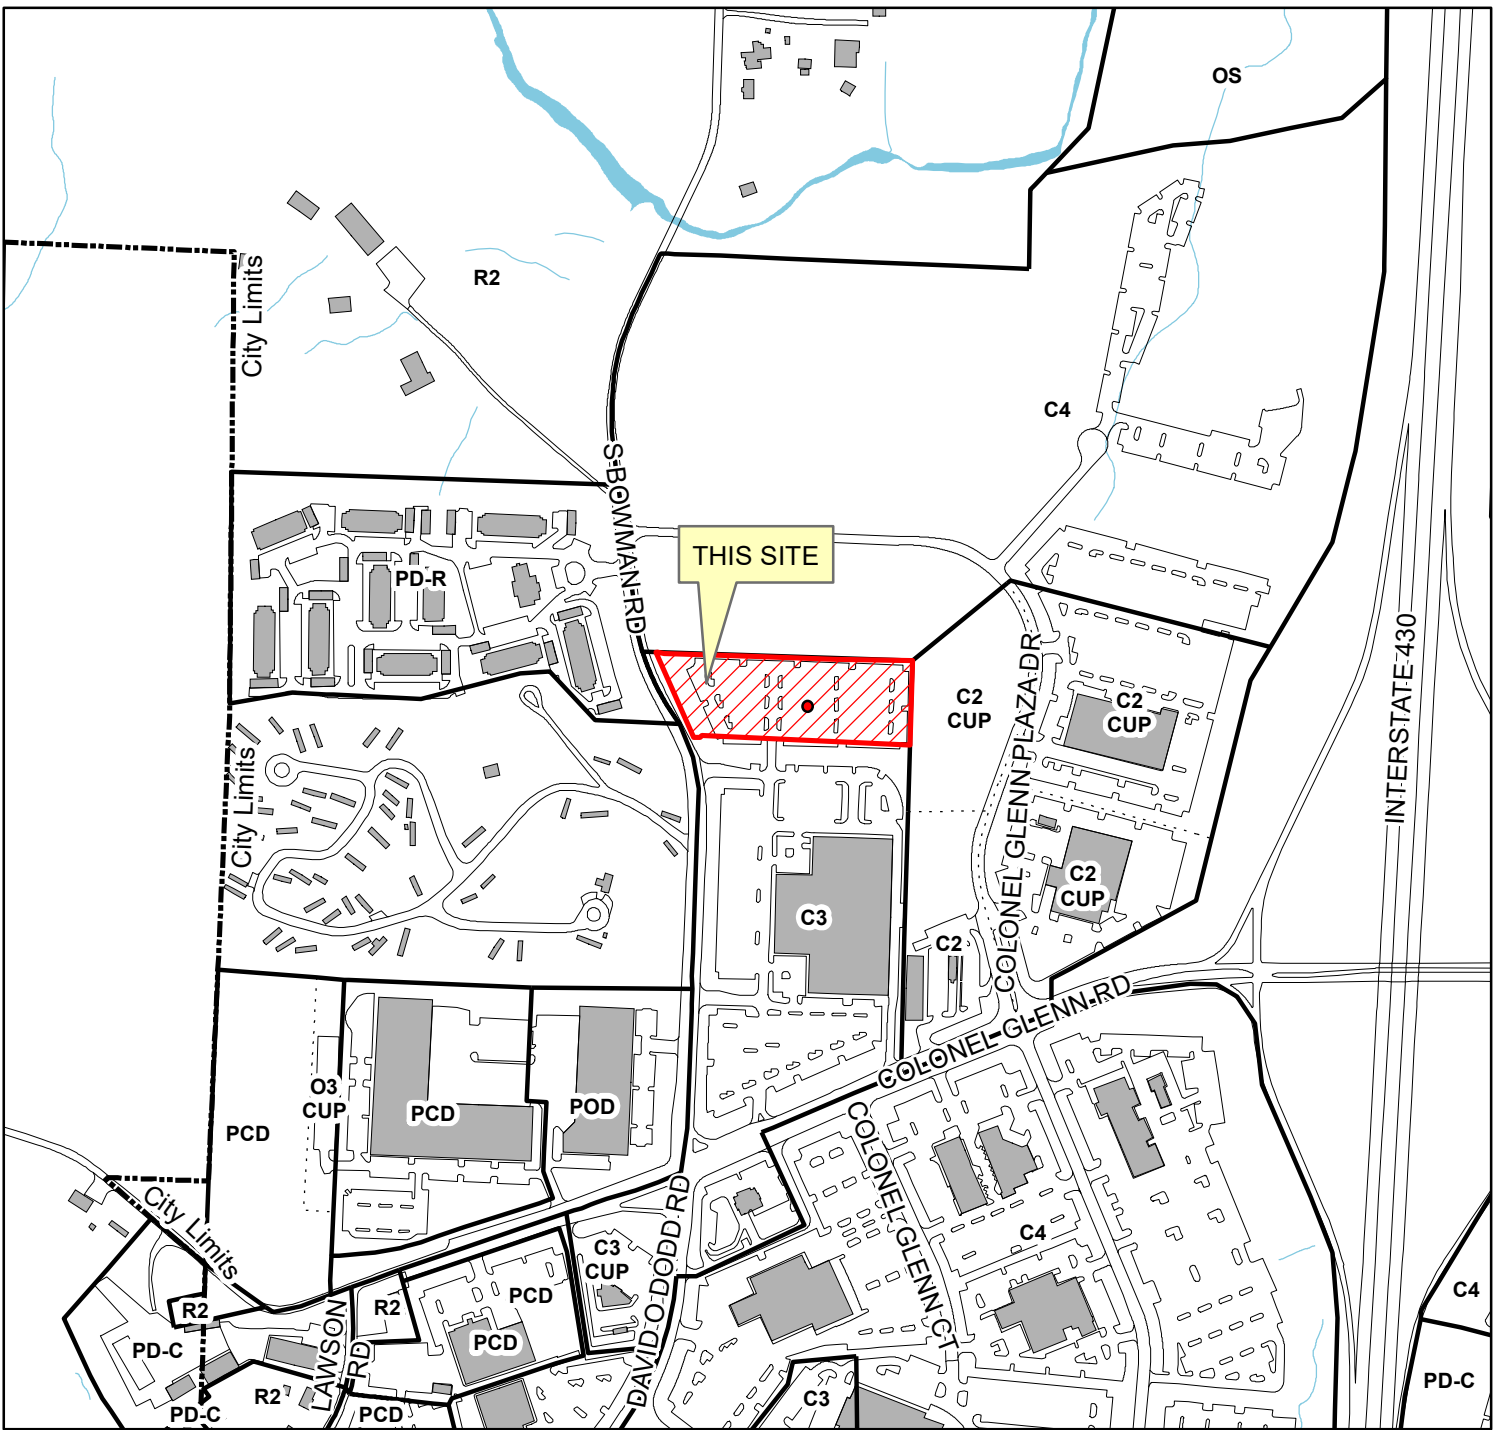 OS
City Limits
R2
C4
S BOWMAN RD
THIS SITE
PD-R
INTERSTATE 430
COLONEL GLENN PLAZA DR
C2
CUP
C2
CUP
City Limits
C2
CUP
C3
C2
COLONEL GLENN RD
O3
CUP
PCD
POD
PCD
COLONEL GLENN CT
City Limits
DAVID O DODD RD
C3
CUP
C4
PCD
R2
R2
C4
PD-C
PCD
LAWSON
RD
R2
PD-C
PD-C
PCD
C3